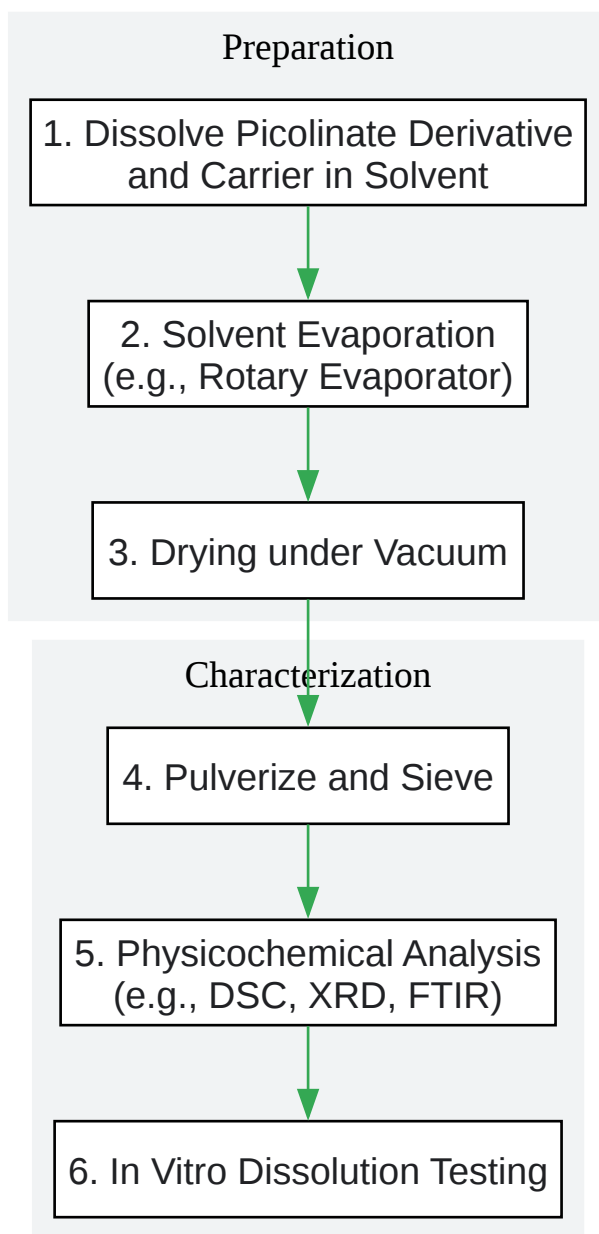 Preparation
1. Dissolve Picolinate Derivative
and Carrier in Solvent
2. Solvent Evaporation
(e.g., Rotary Evaporator)
3. Drying under Vacuum
Characterization
4. Pulverize and Sieve
5. Physicochemical Analysis
(e.g., DSC, XRD, FTIR)
6. In Vitro Dissolution Testing